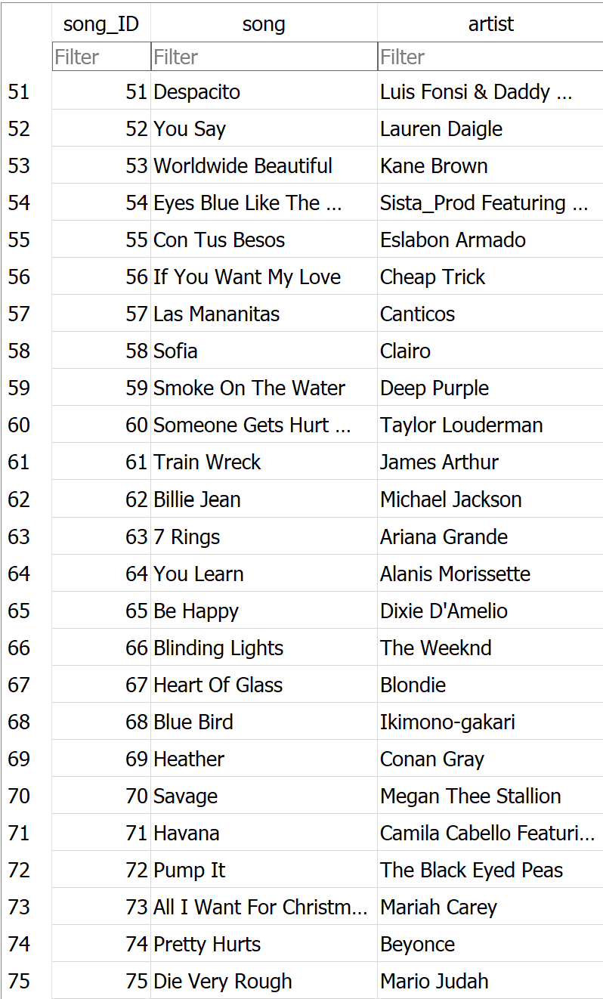 song_ID song artist
Filter Filter Filter
51 51 Despacito Luis Fonsi & Daddy ...
52 52 You Say Lauren Daigle
53 53 Worldwide Beautiful Kane Brown
54 54 Eyes Blue Like The ... Sista_Prod Featuring ...
55 55 Con Tus Besos Eslabon Armado
56 56 If You Want My Love Cheap Trick
57 57 Las Mananitas Canticos
58 58 Sofia Clairo
59 59 Smoke On The Water Deep Purple
60 60 Someone Gets Hurt ... Taylor Louderman
61 61 Train Wreck James Arthur
62 62 Billie Jean Michael Jackson
63 63 7 Rings Ariana Grande
64 64 You Learn Alanis Morissette
65 65 Be Happy Dixie D'Amelio
66 66 Blinding Lights The Weeknd
67 67 Heart Of Glass Blondie
68 68 Blue Bird Ikimono-gakari
69 69 Heather Conan Gray
70 70 Savage Megan Thee Stallion
71 71 Havana Camila Cabello Featuri...
72 72 Pump It The Black Eyed Peas
73 73 All I Want For Christm... Mariah Carey
74 74 Pretty Hurts Beyonce
75 75 Die Very Rough Mario Judah